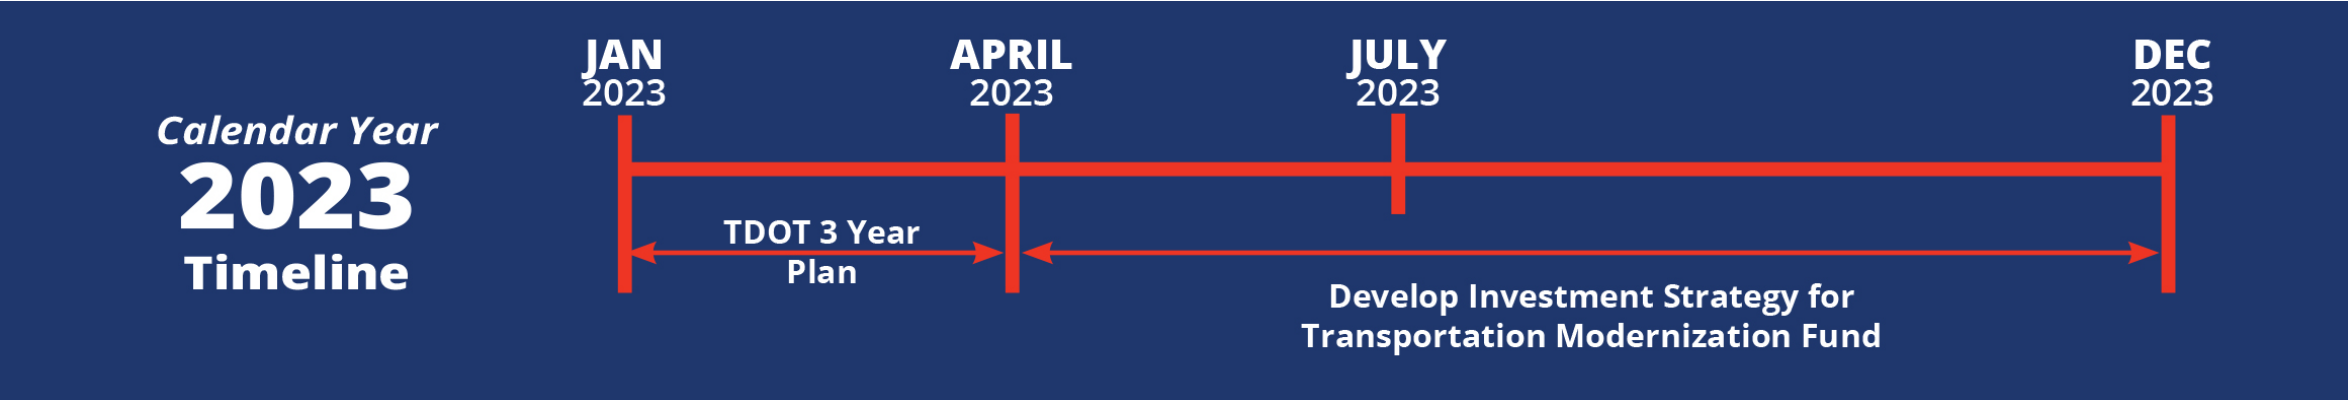 JAN
2023
APRIL
2023
JULY
2023
DEC
2023
Calendar Year
2023
Timeline
TDOT 3 Year
Plan
Develop Investment Strategy for
Transportation Modernization Fund